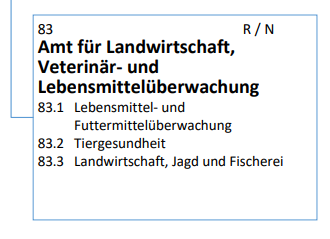 83 R / N
Amt für Landwirtschaft,
Veterinär- und
Lebensmittelüberwachung
83.1 Lebensmittel- und
Futtermittelüberwachung
83.2 Tiergesundheit
83.3 Landwirtschaft, Jagd und Fischerei